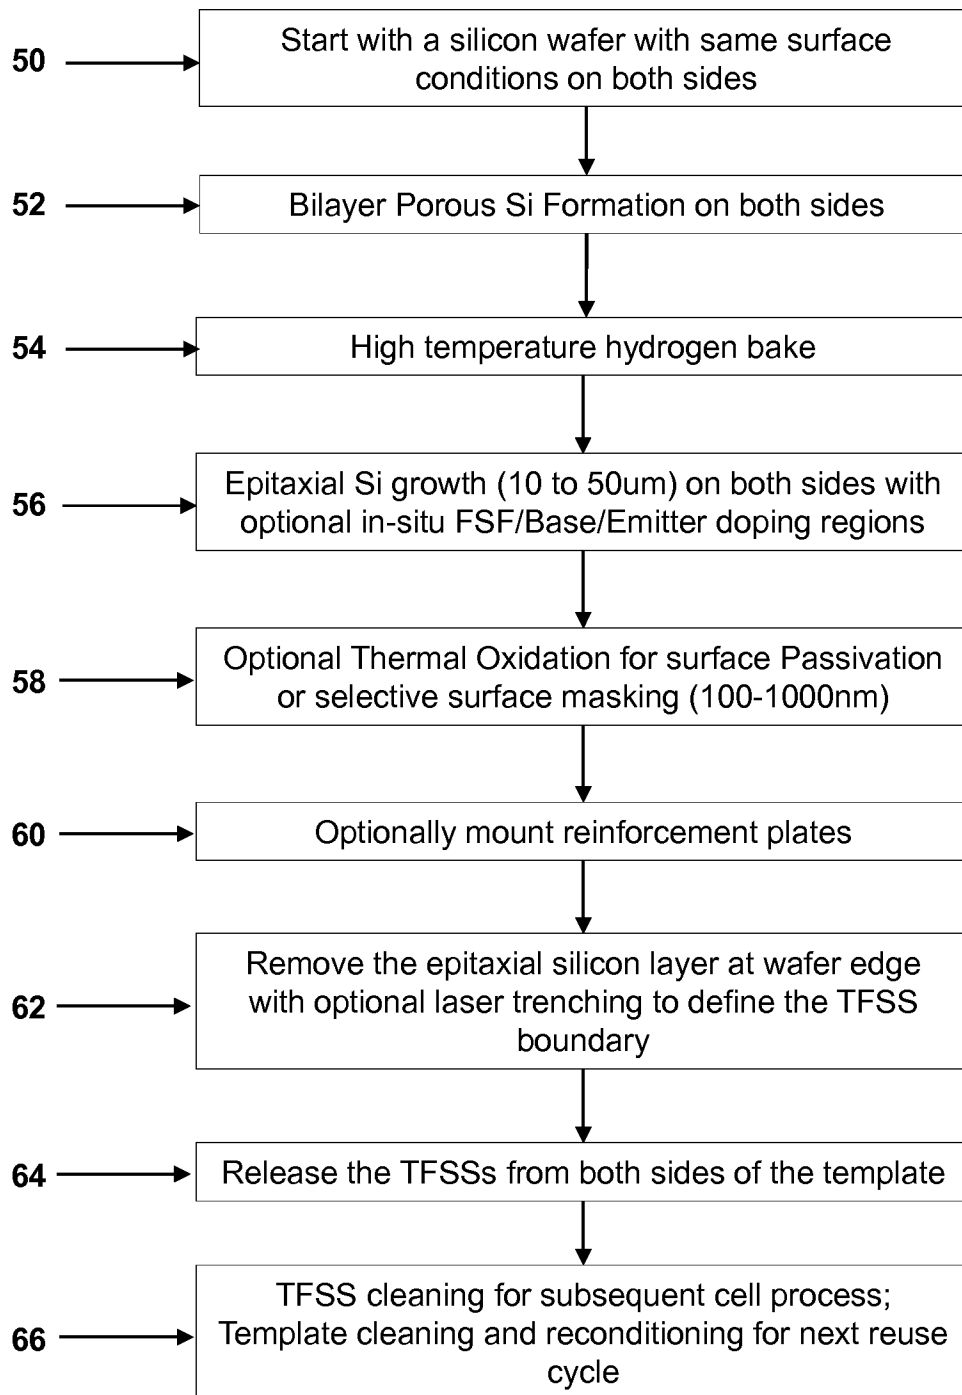 50
Start with a silicon wafer with same surface
conditions on both sides
52
Bilayer Porous Si Formation on both sides
54
High temperature hydrogen bake
56
Epitaxial Si growth (10 to 50um) on both sides with
optional in-situ FSF/Base/Emitter doping regions
58
Optional Thermal Oxidation for surface Passivation
or selective surface masking (100-1000nm)
60
Optionally mount reinforcement plates
62
Remove the epitaxial silicon layer at wafer edge
with optional laser trenching to define the TFSS
boundary
64
Release the TFSSs from both sides of the template
66
TFSS cleaning for subsequent cell process;
Template cleaning and reconditioning for next reuse
cycle